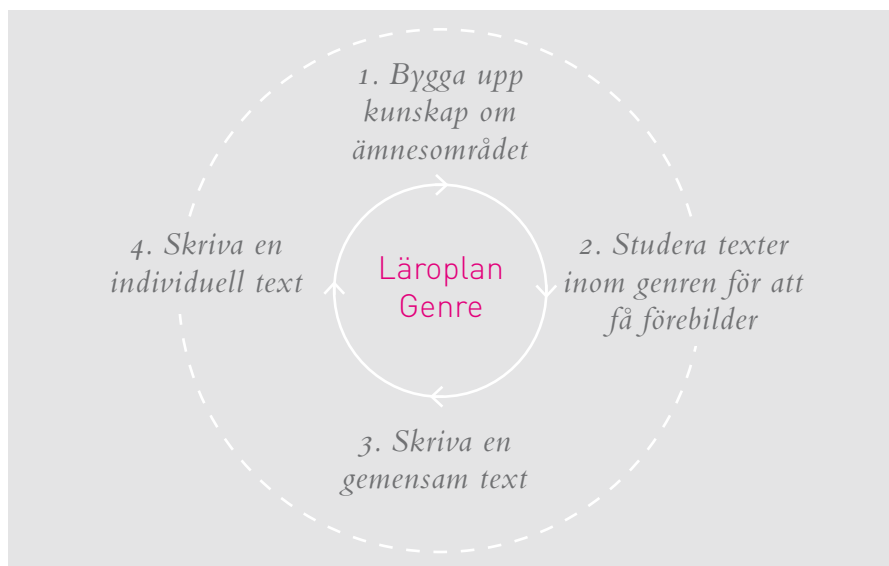 1. Bygga upp
kunskap om
ämnesområdet
2. Studera texter
inom genren för att
få förebilder
3. Skriva en
gemensam text
4. Skriva en
individuell text
Läroplan
Genre